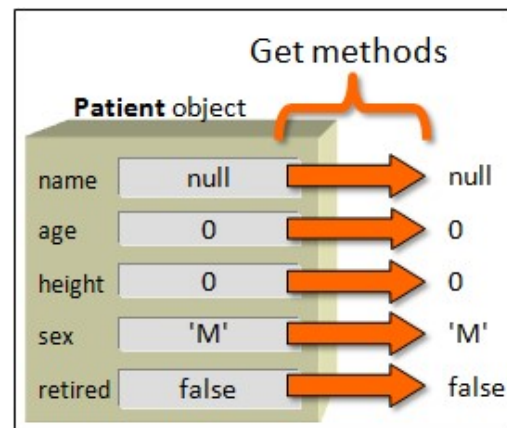 Get methods
Patient object
name null null
age 0 0
height 0 0
sex 'M' 'M'
retired false false